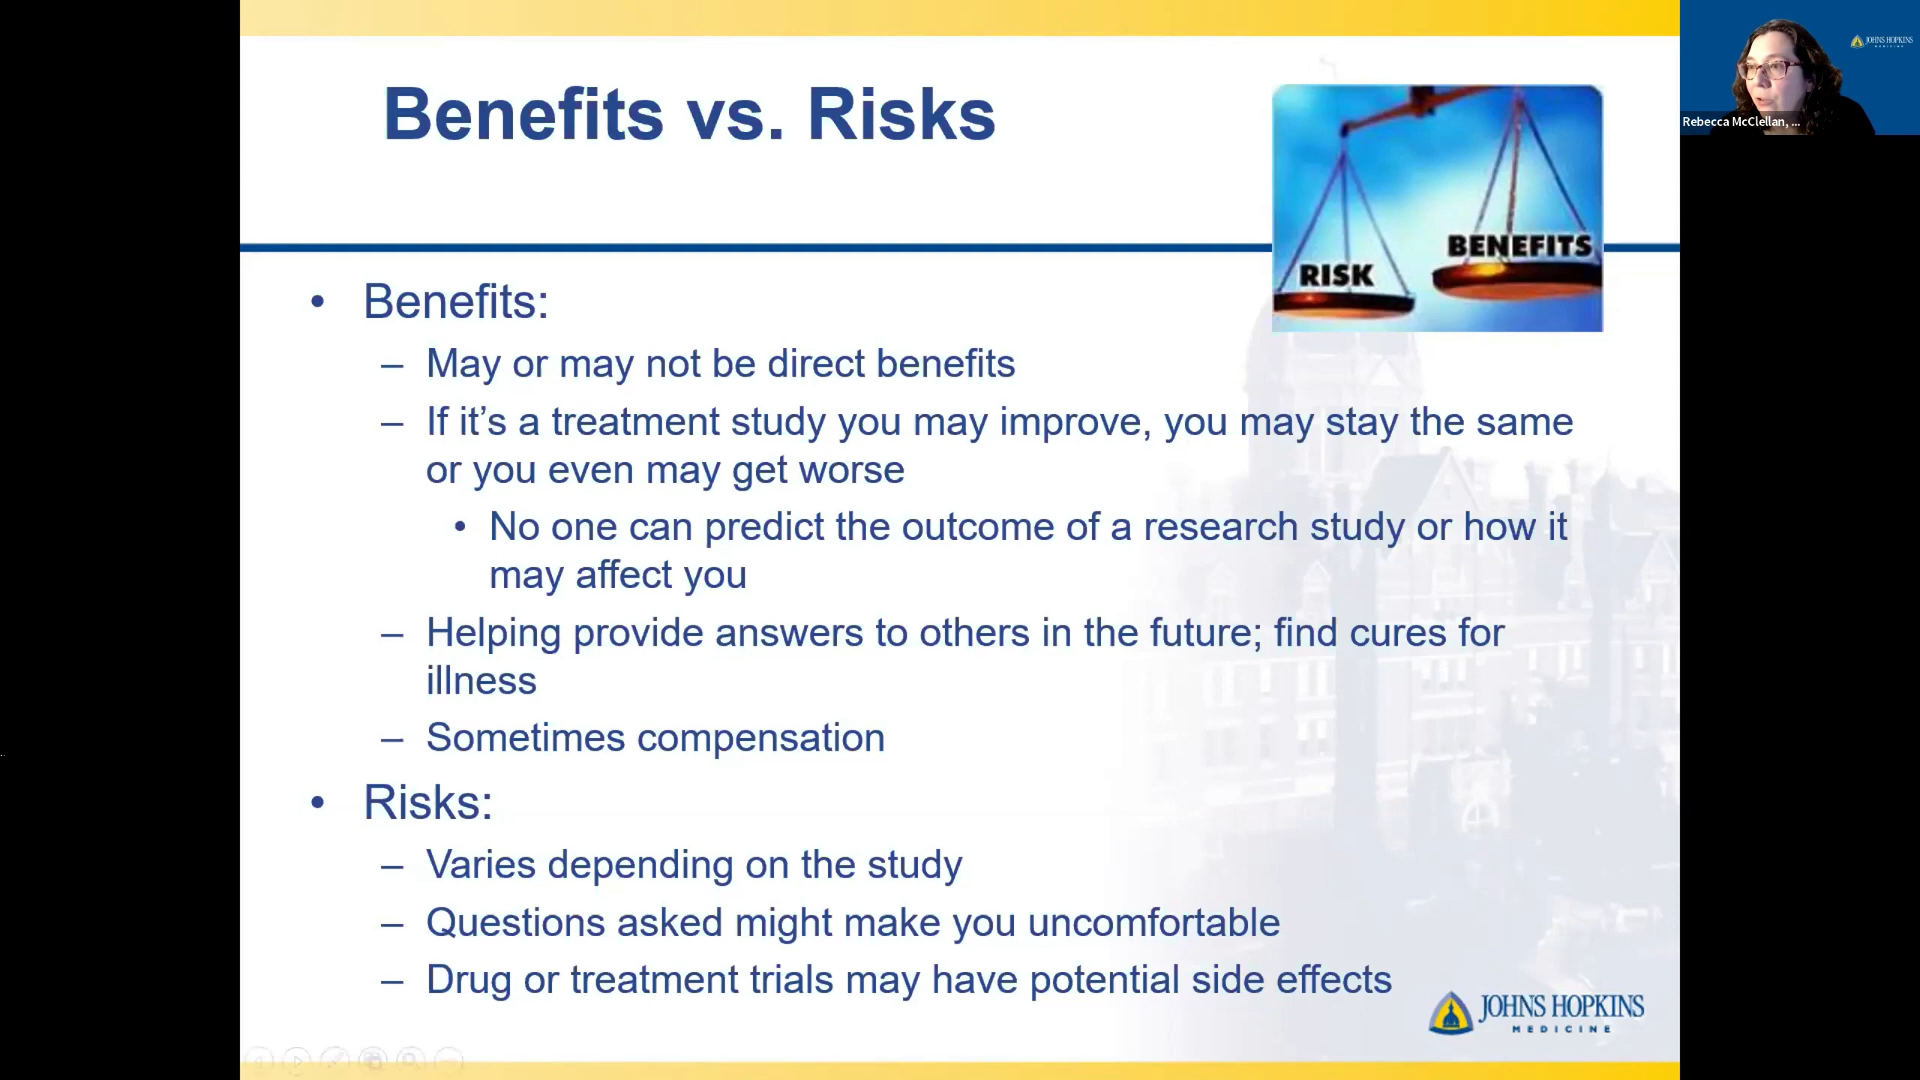 Benefits vs. Risks
RISK
BENEFITS
• Benefits:
– May or may not be direct benefits
– If it’s a treatment study you may improve, you may stay the same
or you even may get worse
• No one can predict the outcome of a research study or how it
may affect you
– Helping provide answers to others in the future; find cures for
illness
– Sometimes compensation
• Risks:
– Varies depending on the study
– Questions asked might make you uncomfortable
– Drug or treatment trials may have potential side effects
JOHNS HOPKINS
MEDICINE
JOHNS HOPKINS
MEDICINE
Rebecca McClellan, ...